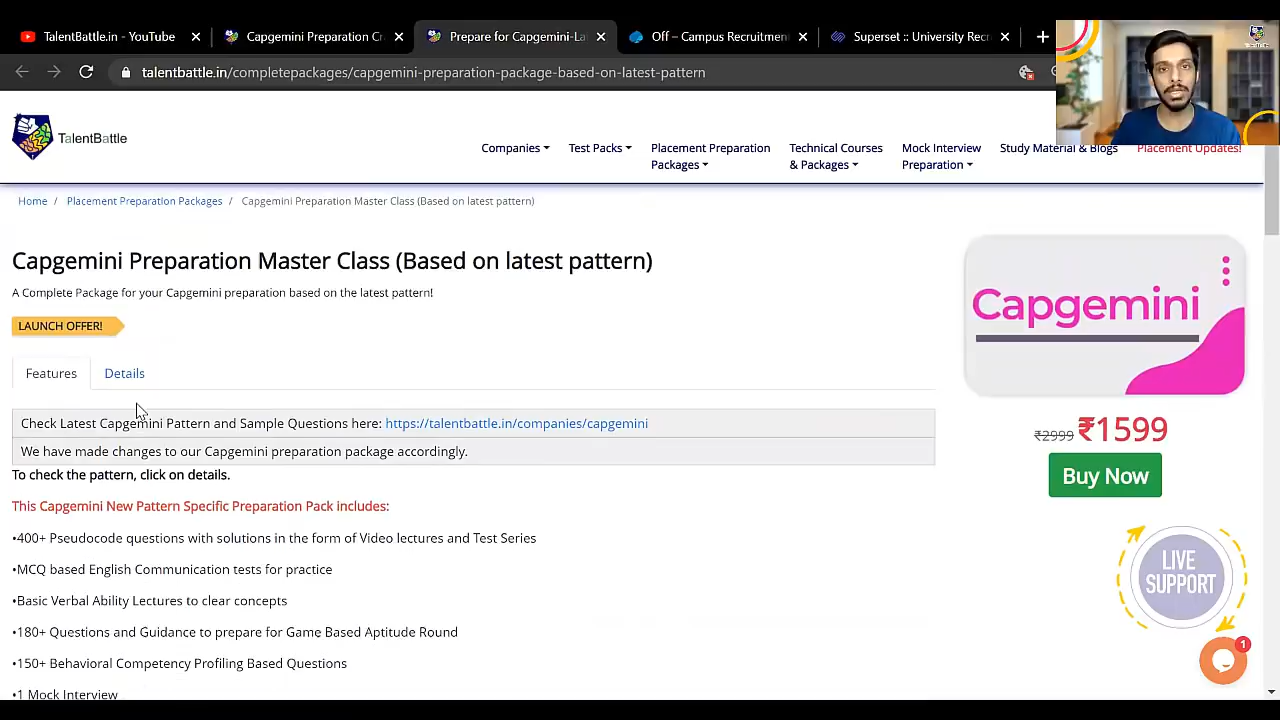 TalentBattle.in - YouTube
Capgemini Preparation Cr
Prepare for Capgemini-La
Off – Campus Recruitment
Superset :: University Rec
talentbattle.in/completepackages/capgemini-preparation-package-based-on-latest-pattern
TalentBattle
Companies
Test Packs
Placement Preparation
Packages
Technical Courses
& Packages
Mock Interview
Preparation
Study Material & Blogs
Placement Updates!
Home / Placement Preparation Packages / Capgemini Preparation Master Class (Based on latest pattern)
Capgemini Preparation Master Class (Based on latest pattern)
A Complete Package for your Capgemini preparation based on the latest pattern!
LAUNCH OFFER!
Features
Details
Check Latest Capgemini Pattern and Sample Questions here: https://talentbattle.in/companies/capgemini
We have made changes to our Capgemini preparation package accordingly.
To check the pattern, click on details.
This Capgemini New Pattern Specific Preparation Pack includes:
•400+ Pseudocode questions with solutions in the form of Video lectures and Test Series
•MCQ based English Communication tests for practice
•Basic Verbal Ability Lectures to clear concepts
•180+ Questions and Guidance to prepare for Game Based Aptitude Round
•150+ Behavioral Competency Profiling Based Questions
•1 Mock Interview
Capgemini
₹2999 ₹1599
Buy Now
LIVE
SUPPORT
1